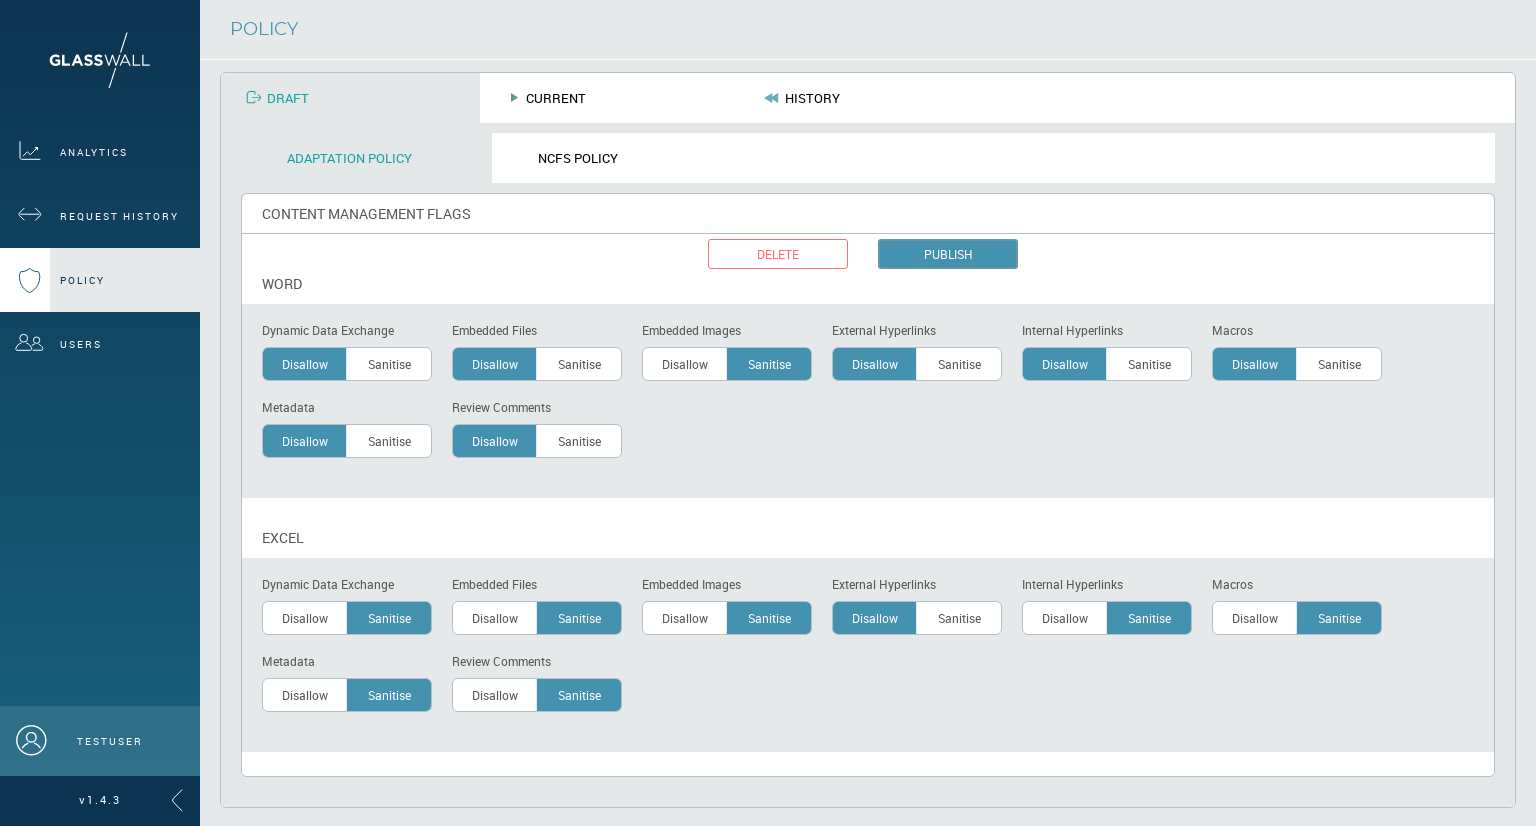 GLASSWALL
POLICY
ANALYTICS
REQUEST HISTORY
POLICY
USERS
TESTUSER
v1.4.3
DRAFT
CURRENT
HISTORY
ADAPTATION POLICY
NCFS POLICY
CONTENT MANAGEMENT FLAGS
DELETE
PUBLISH
WORD
Dynamic Data Exchange
Embedded Files
Embedded Images
External Hyperlinks
Internal Hyperlinks
Macros
Disallow Sanitise
Disallow Sanitise
Disallow Sanitise
Disallow Sanitise
Disallow Sanitise
Disallow Sanitise
Metadata
Review Comments
Disallow Sanitise
Disallow Sanitise
EXCEL
Dynamic Data Exchange
Embedded Files
Embedded Images
External Hyperlinks
Internal Hyperlinks
Macros
Disallow Sanitise
Disallow Sanitise
Disallow Sanitise
Disallow Sanitise
Disallow Sanitise
Disallow Sanitise
Metadata
Review Comments
Disallow Sanitise
Disallow Sanitise